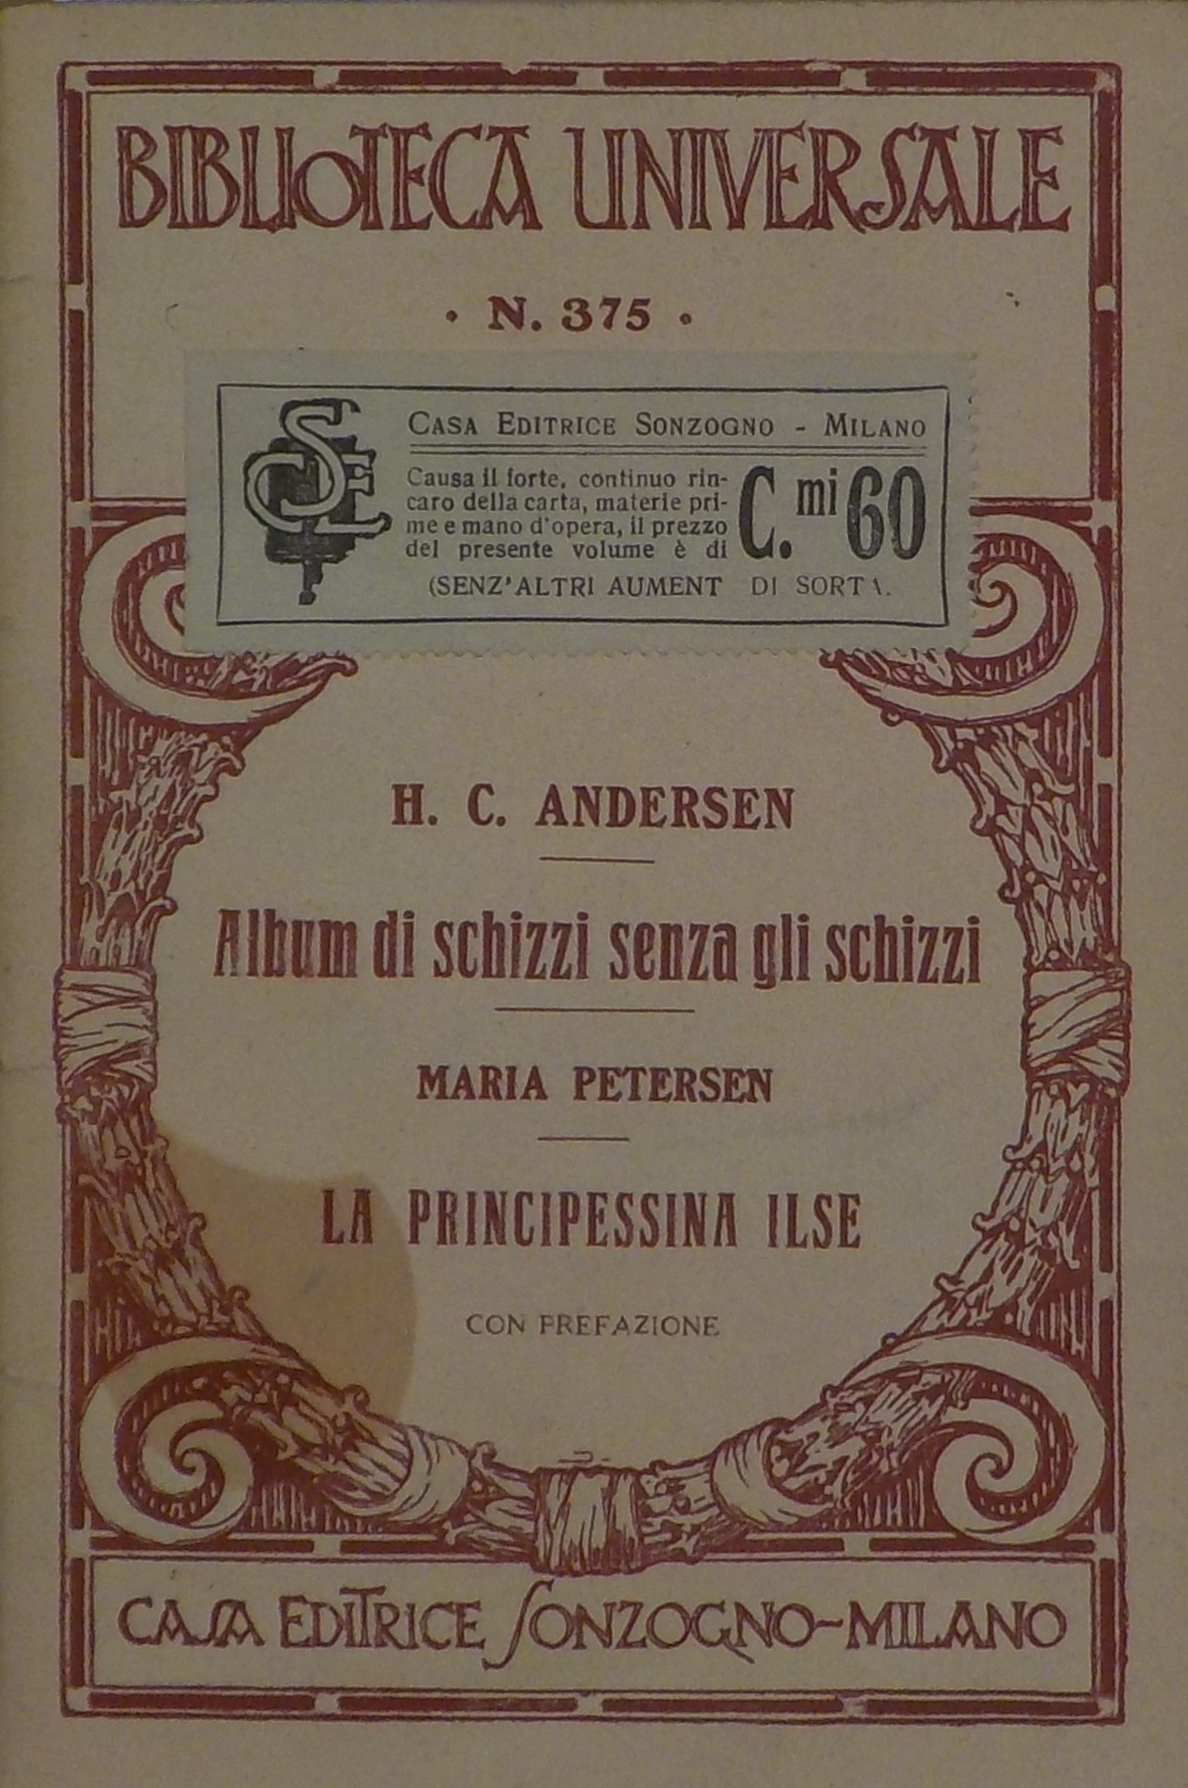 BIBLIOTECA UNIVERSALE
· N. 375 ·
SCE
CASA EDITRICE SONZOGNO - MILANO
Causa il forte, continuo rin-
caro della carta, materie pri-
me e mano d'opera, il prezzo
del presente volume è di
C.mi 60
(SENZ'ALTRI AUMENT DI SORTA.
H. C. ANDERSEN
Album di schizzi senza gli schizzi
MARIA PETERSEN
LA PRINCIPESSINA ILSE
CON PREFAZIONE
CASA EDITRICE SONZOGNO-MILANO